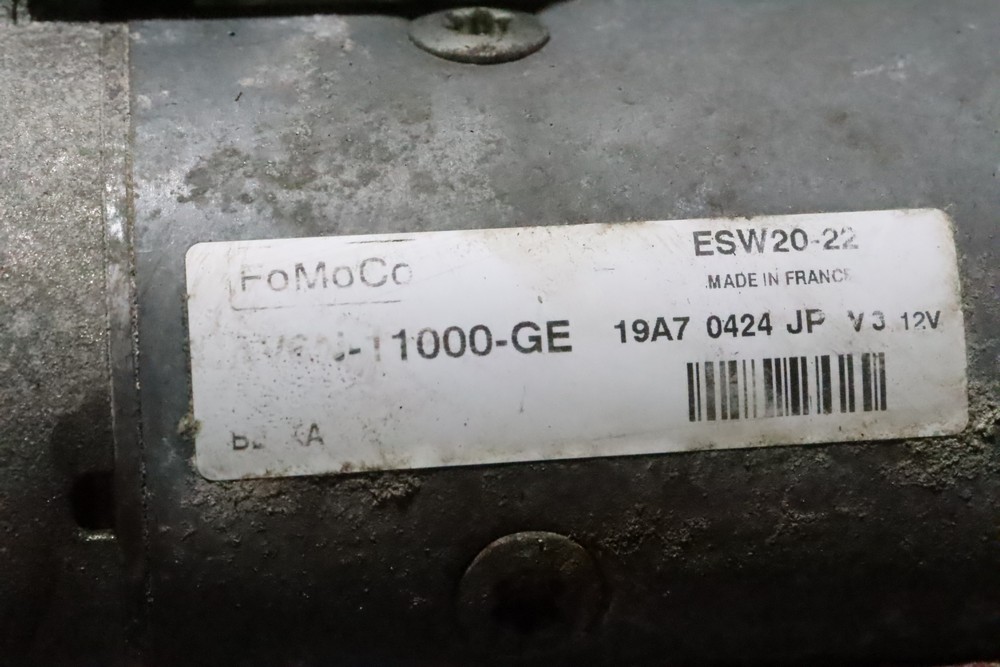 FoMoCo
ESW20-22
MADE IN FRANCE
11000-GE
19A7 0424 JP V3 12V